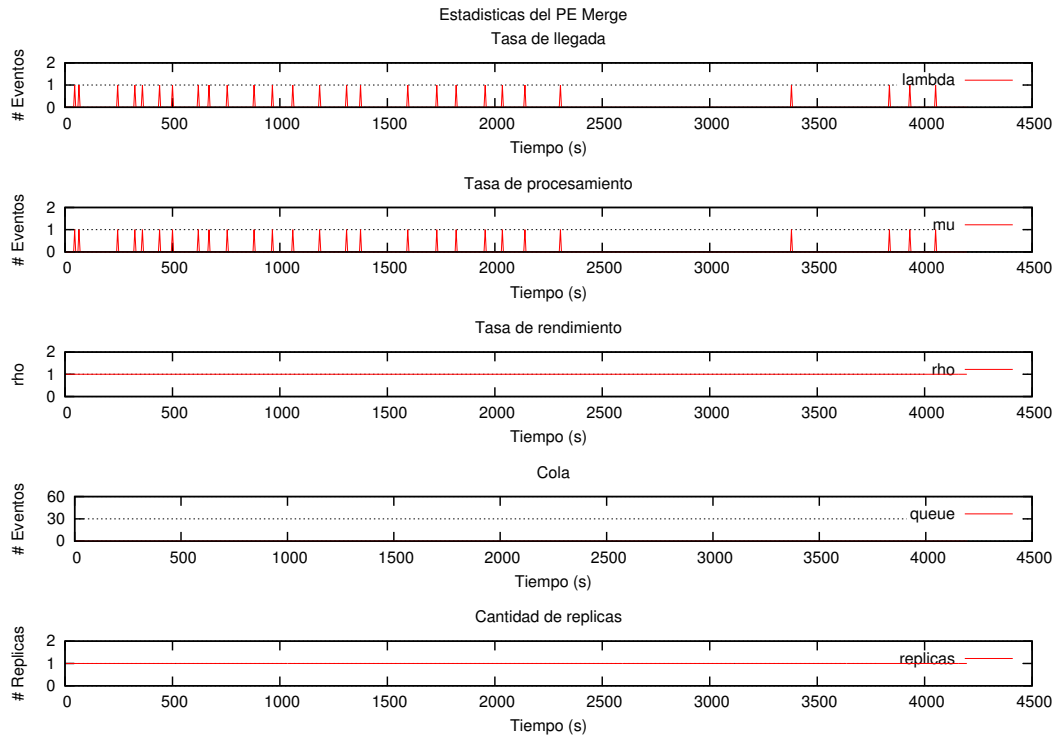 Estadisticas del PE Merge
Tasa de llegada
# Eventos
2
1
0
lambda
0 500 1000 1500 2000 2500 3000 3500 4000 4500
Tiempo (s)
Tasa de procesamiento
# Eventos
2
1
0
mu
0 500 1000 1500 2000 2500 3000 3500 4000 4500
Tiempo (s)
Tasa de rendimiento
rho
2
1
0
rho
0 500 1000 1500 2000 2500 3000 3500 4000 4500
Tiempo (s)
Cola
# Eventos
60
30
0
queue
0 500 1000 1500 2000 2500 3000 3500 4000 4500
Tiempo (s)
Cantidad de replicas
# Replicas
2
1
0
replicas
0 500 1000 1500 2000 2500 3000 3500 4000 4500
Tiempo (s)